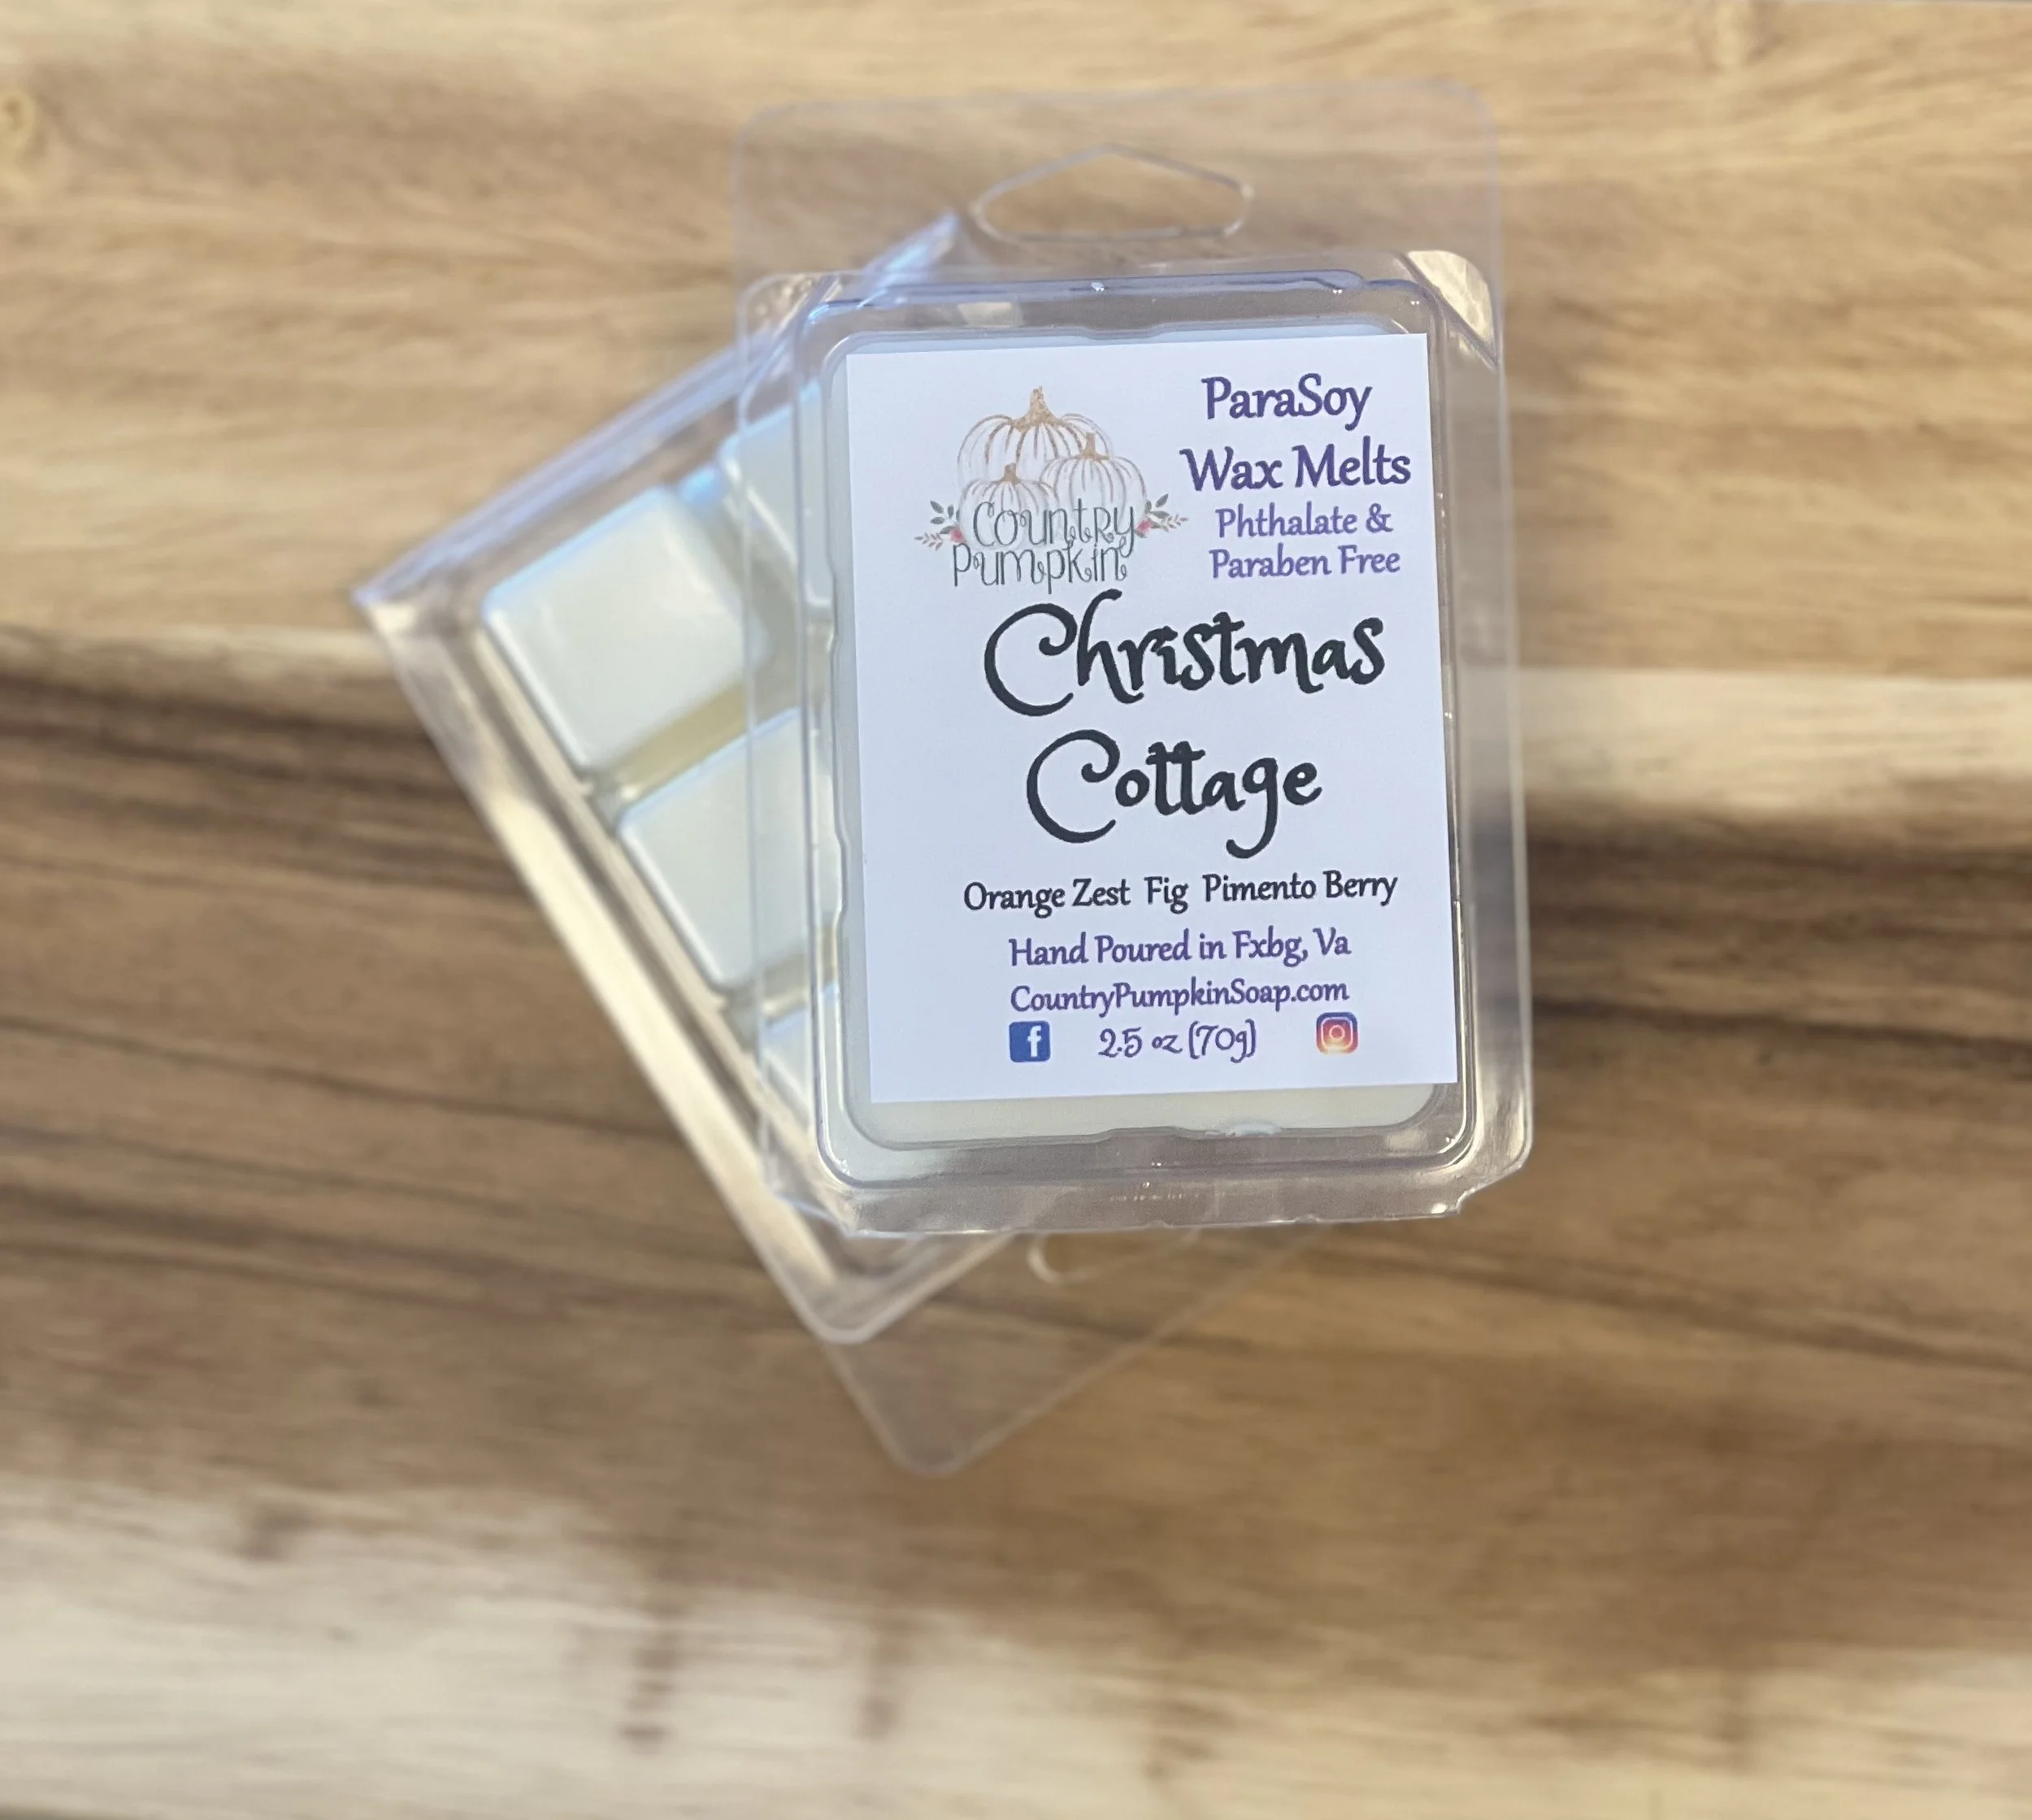 ParaSoy
Wax Melts
Phthalate &
Paraben Free
Country
Pumpkin
Christmas
Cottage
Orange Zest Fig Pimento Berry
Hand Poured in Fxbg, Va
CountryPumpkinSoap.com
f 2.5 oz (70g)